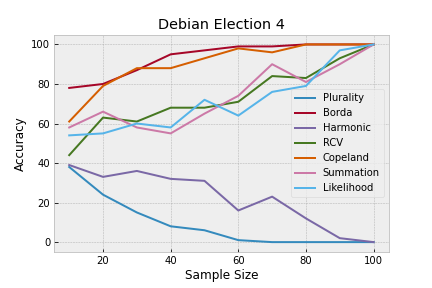 Debian Election 4
Accuracy
100
80
60
40
20
0
Plurality
Borda
Harmonic
RCV
Copeland
Summation
Likelihood
20
40
60
80
100
Sample Size